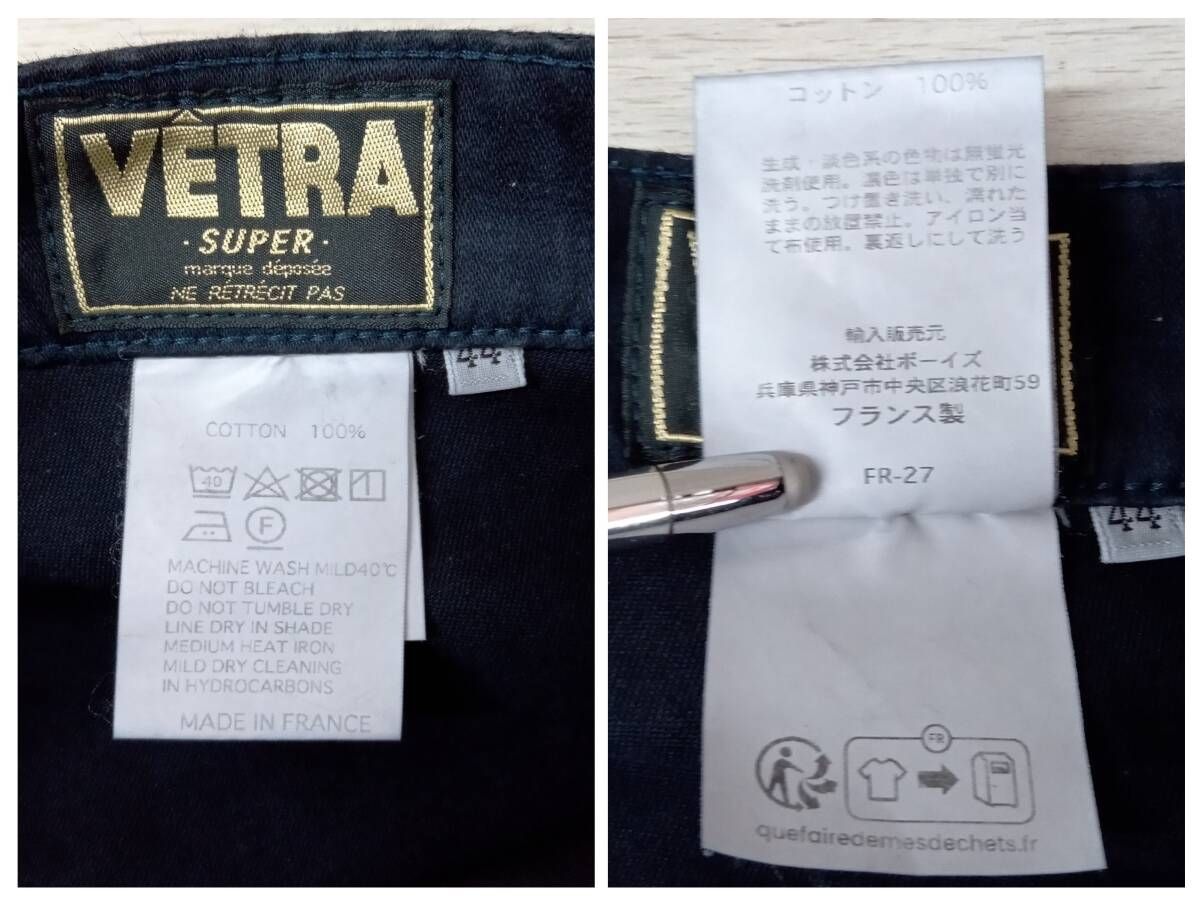 VÊTRA
·SUPER·
marque déposée
NE RÉTRÉCIT PAS
44
COTTON 100%
40
F
MACHINE WASH MILD40℃
DO NOT BLEACH
DO NOT TUMBLE DRY
LINE DRY IN SHADE
MEDIUM HEAT IRON
MILD DRY CLEANING
IN HYDROCARBONS
MADE IN FRANCE
コットン 100%
生成・淡色系の色物は無蛍光
洗剤使用。濃色は単独で別に
洗う。つけ置き洗い、濡れた
ままの放置禁止。アイロン当
て布使用。裏返しにして洗う
輸入販売元
株式会社ボーイズ
兵庫県神戸市中央区浪花町59
フランス製
FR-27
44
FR
quefairedemesdechets.fr